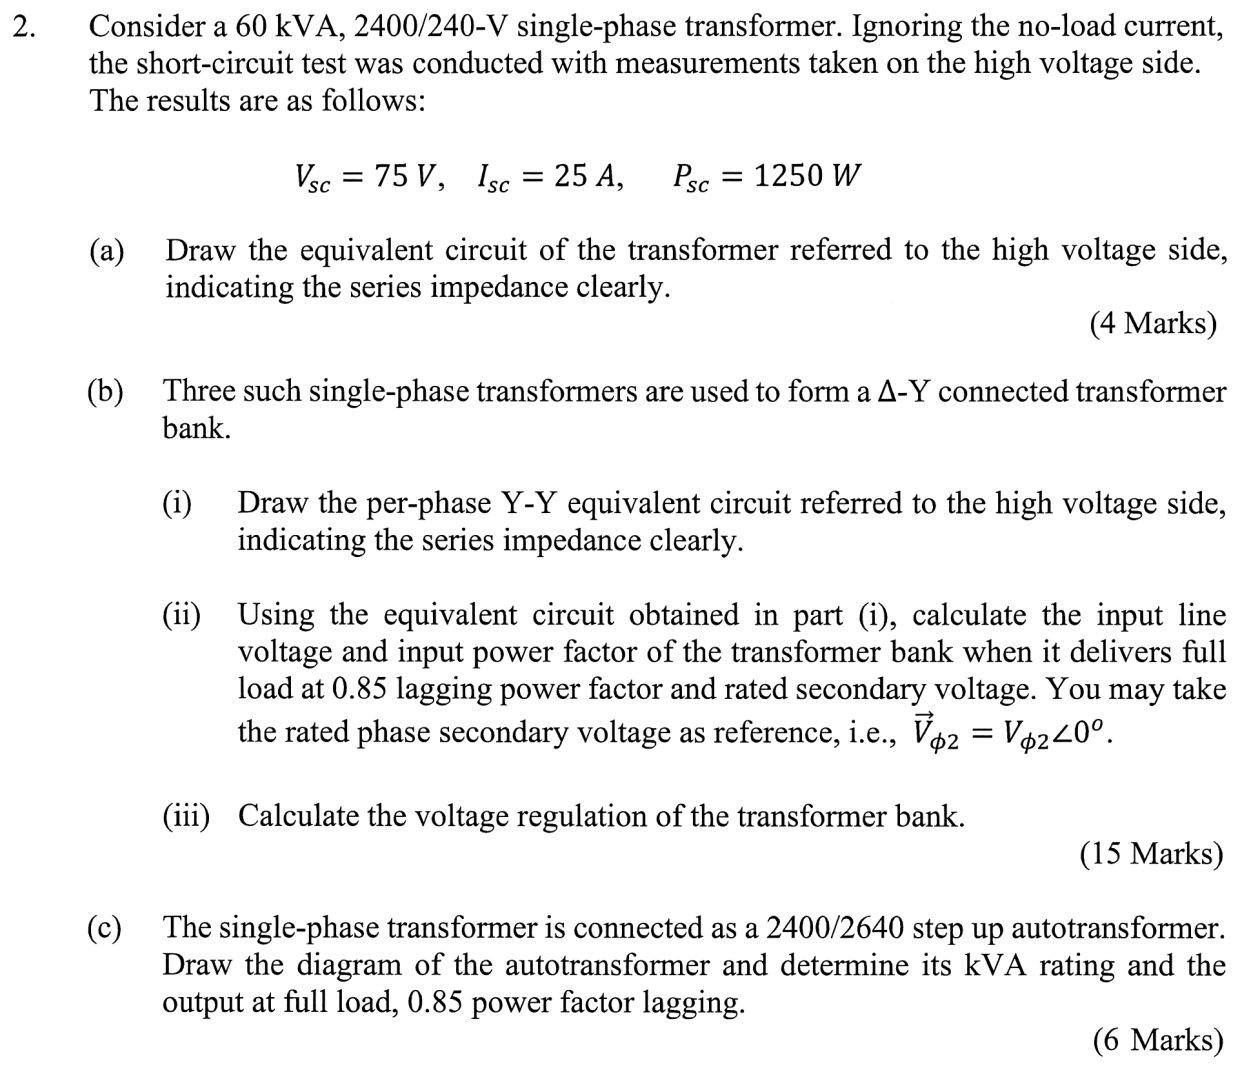 2. Consider a 60 kVA, 2400/240-V single-phase transformer. Ignoring the no-load current,
the short-circuit test was conducted with measurements taken on the high voltage side.
The results are as follows:
V_sc = 75 V, I_sc = 25 A, P_sc = 1250 W
(a) Draw the equivalent circuit of the transformer referred to the high voltage side,
indicating the series impedance clearly.
(4 Marks)
(b) Three such single-phase transformers are used to form a Δ-Y connected transformer
bank.
(i) Draw the per-phase Y-Y equivalent circuit referred to the high voltage side,
indicating the series impedance clearly.
(ii) Using the equivalent circuit obtained in part (i), calculate the input line
voltage and input power factor of the transformer bank when it delivers full
load at 0.85 lagging power factor and rated secondary voltage. You may take
the rated phase secondary voltage as reference, i.e., V⃗_ϕ2 = V_ϕ2∠0°.
(iii) Calculate the voltage regulation of the transformer bank.
(15 Marks)
(c) The single-phase transformer is connected as a 2400/2640 step up autotransformer.
Draw the diagram of the autotransformer and determine its kVA rating and the
output at full load, 0.85 power factor lagging.
(6 Marks)